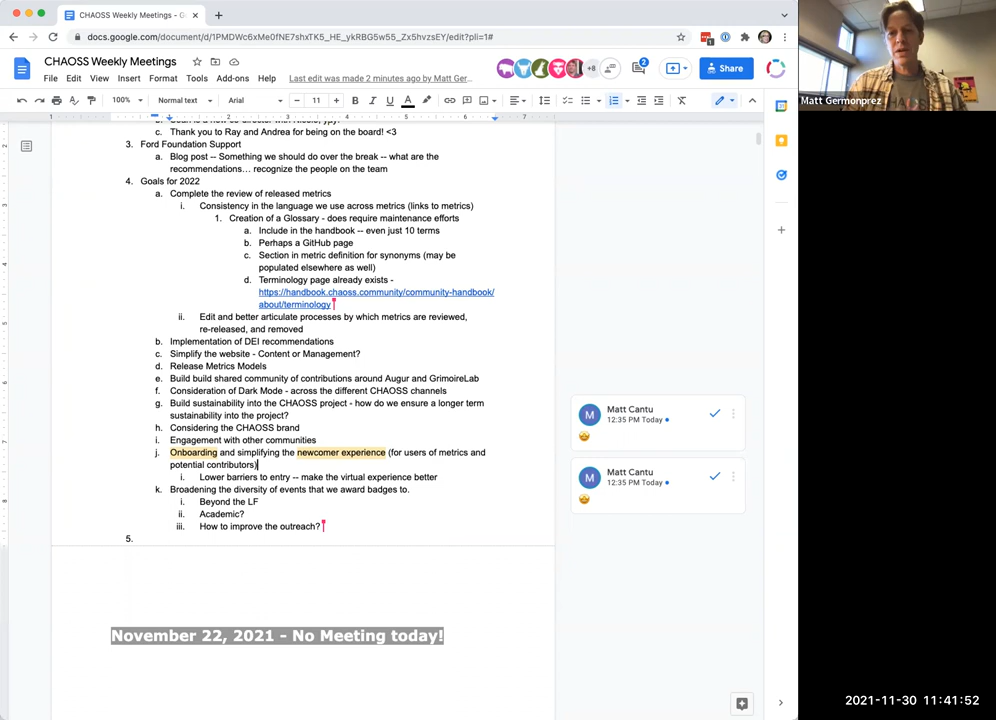 CHAOSS Weekly Meetings - G
docs.google.com/document/d/1PMDWc6xMe0fNE7shxTK5_HE_ykRBG5w55_Zx5hvzsEY/edit?pli=1#
CHAOSS Weekly Meetings
File Edit View Insert Format Tools Add-ons Help Last edit was made 2 minutes ago by Matt Ger...
+8
2
Share
100% Normal text Arial 11
Matt Germonprez
c. Thank you to Ray and Andrea for being on the board! <3
3. Ford Foundation Support
a. Blog post -- Something we should do over the break -- what are the
recommendations… recognize the people on the team
4. Goals for 2022
a. Complete the review of released metrics
i. Consistency in the language we use across metrics (links to metrics)
1. Creation of a Glossary - does require maintenance efforts
a. Include in the handbook -- even just 10 terms
b. Perhaps a GitHub page
c. Section in metric definition for synonyms (may be
populated elsewhere as well)
d. Terminology page already exists -
https://handbook.chaoss.community/community-handbook/
about/terminology
ii. Edit and better articulate processes by which metrics are reviewed,
re-released, and removed
b. Implementation of DEI recommendations
c. Simplify the website - Content or Management?
d. Release Metrics Models
e. Build build shared community of contributions around Augur and GrimoireLab
f. Consideration of Dark Mode - across the different CHAOSS channels
g. Build sustainability into the CHAOSS project - how do we ensure a longer term
sustainability into the project?
h. Considering the CHAOSS brand
i. Engagement with other communities
j. Onboarding and simplifying the newcomer experience (for users of metrics and
potential contributors)
i. Lower barriers to entry -- make the virtual experience better
k. Broadening the diversity of events that we award badges to.
i. Beyond the LF
ii. Academic?
iii. How to improve the outreach?
5.
M Matt Cantu
12:35 PM Today
🤩
M Matt Cantu
12:35 PM Today
🤩
November 22, 2021 - No Meeting today!
2021-11-30 11:41:52